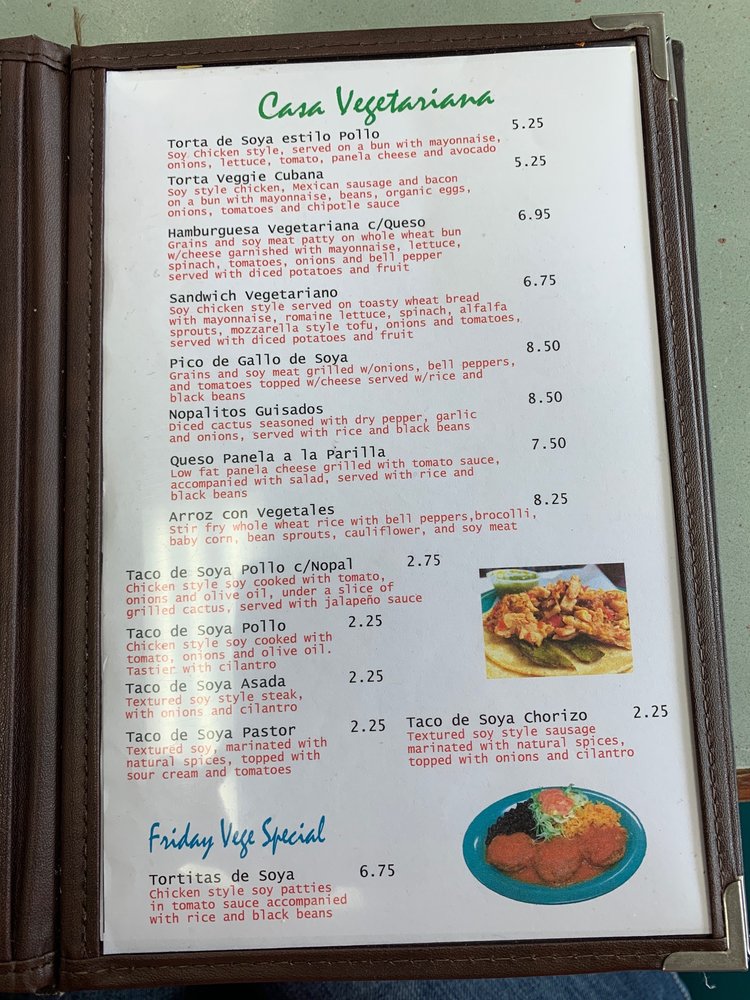 Casa Vegetariana
Torta de Soya estilo Pollo 5.25
Soy Chicken style, served on a bun with mayonnaise,
onions, lettuce, tomato, panela cheese and avocado
Torta Veggie Cubana 5.25
Soy style chicken, Mexican sausage and bacon
on a bun with mayonnaise, beans, organic eggs,
onions, tomatoes and chipotle sauce
Hamburguesa Vegetariana c/Queso 6.95
Grains and soy meat patty on whole wheat bun
w/cheese garnished with mayonnaise, lettuce,
spinach, tomatoes, onions and bell pepper
served with diced potatoes and fruit
Sandwich Vegetariano 6.75
Soy chicken style served on toasty wheat bread
with mayonnaise, romaine lettuce, spinach, alfalfa
sprouts, mozzarella style tofu, onions and tomatoes,
served with diced potatoes and fruit
Pico de Gallo de Soya 8.50
Grains and soy meat grilled w/onions, bell peppers,
and tomatoes topped w/cheese served w/rice and
black beans
Nopalitos Guisados 8.50
Diced cactus seasoned with dry pepper, garlic
and onions, served with rice and black beans
Queso Panela a la Parilla 7.50
Low fat panela cheese grilled with tomato sauce,
accompanied with salad, served with rice and
black beans
Arroz con Vegetales 8.25
Stir fry whole wheat rice with bell peppers,brocolli,
baby corn, bean sprouts, cauliflower, and soy meat
Taco de Soya Pollo c/Nopal 2.75
Chicken style soy cooked with tomato,
onions and olive oil, under a slice of
grilled cactus, served with jalapeño sauce
Taco de Soya Pollo 2.25
Chicken style soy cooked with
tomato, onions and olive oil.
Tastier with cilantro
Taco de Soya Asada 2.25
Textured soy style steak,
with onions and cilantro
Taco de Soya Pastor 2.25
Textured soy, marinated with
natural spices, topped with
sour cream and tomatoes
Taco de Soya Chorizo 2.25
Textured soy style sausage
marinated with natural spices,
topped with onions and cilantro
Friday Vege Special
Tortitas de Soya 6.75
Chicken style soy patties
in tomato sauce accompanied
with rice and black beans